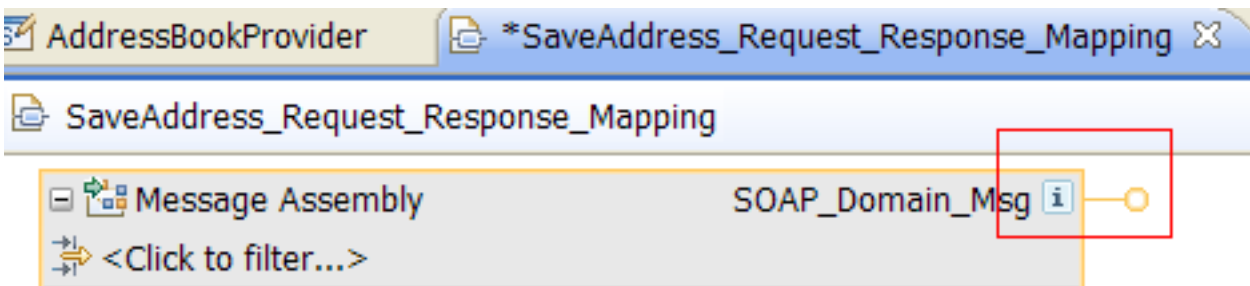 AddressBookProvider *SaveAddress_Request_Response_Mapping
SaveAddress_Request_Response_Mapping
Message Assembly SOAP_Domain_Msg i
<Click to filter...>